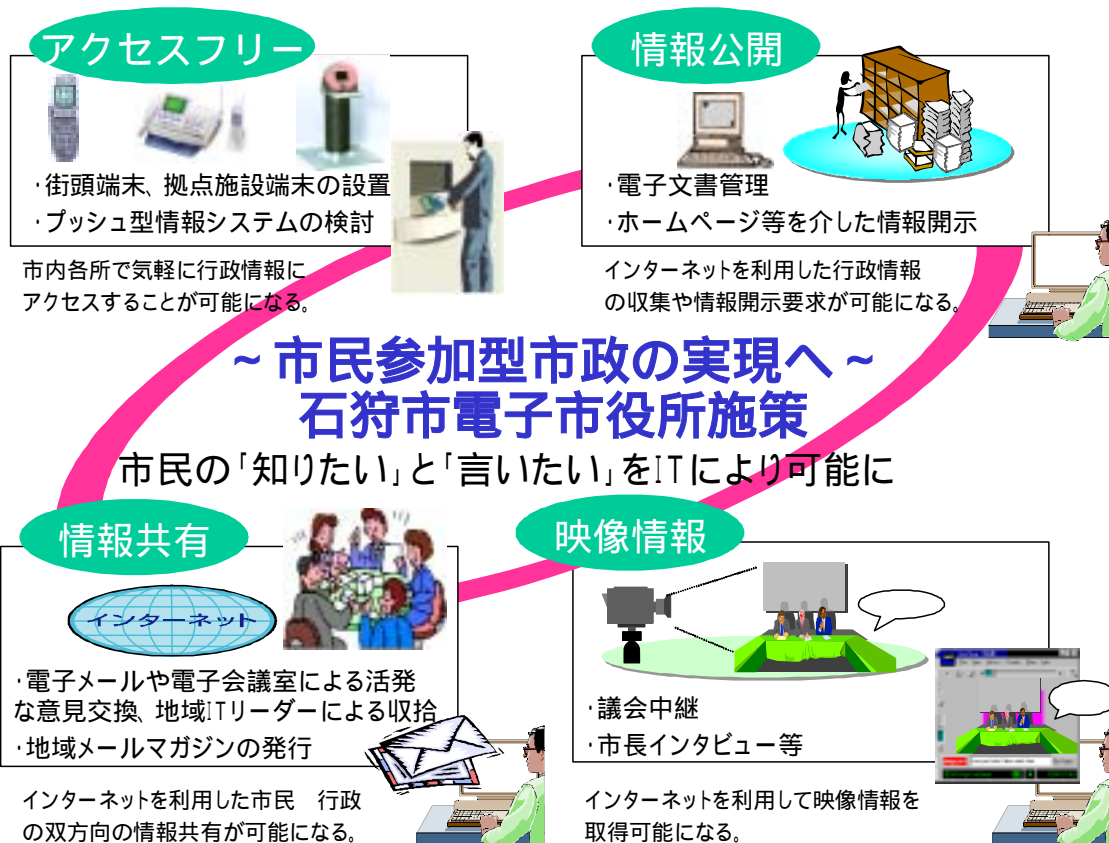 アクセスフリー
・街頭端末、拠点施設端末の設置
・プッシュ型情報システムの検討
市内各所で気軽に行政情報に
アクセスすることが可能になる。
情報公開
・電子文書管理
・ホームページ等を介した情報開示
インターネットを利用した行政情報
の収集や情報開示要求が可能になる。
~市民参加型市政の実現へ~
石狩市電子市役所施策
市民の「知りたい」と「言いたい」をITにより可能に
情報共有
インターネット
・電子メールや電子会議室による活発
な意見交換、地域ITリーダーによる収拾
・地域メールマガジンの発行
インターネットを利用した市民　行政
の双方向の情報共有が可能になる。
映像情報
・議会中継
・市長インタビュー等
インターネットを利用して映像情報を
取得可能になる。